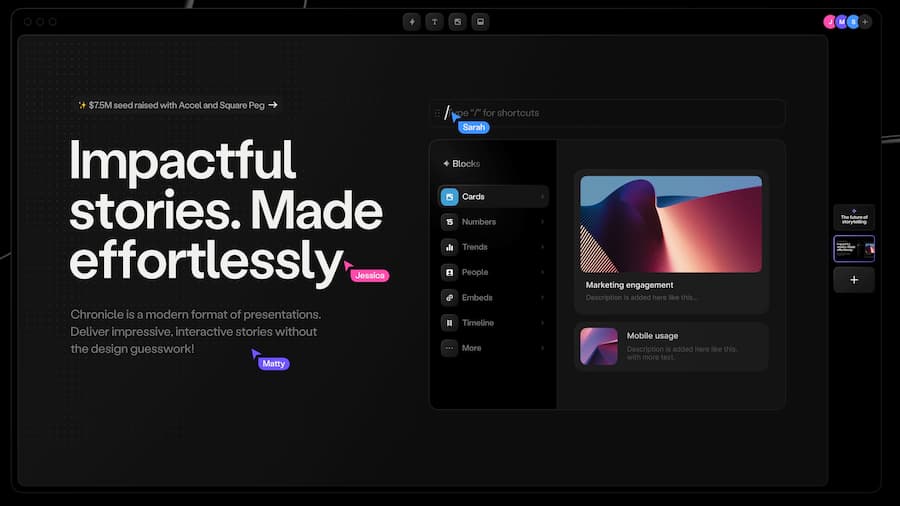 J M S +
✨ $7.5M seed raised with Accel and Square Peg →
Impactful
stories. Made
effortlessly
Jessica
Chronicle is a modern format of presentations.
Deliver impressive, interactive stories without
the design guesswork!
Matty
/ype "/" for shortcuts
Sarah
Blocks
Cards
15 Numbers
Trends
People
Embeds
Timeline
More
Marketing engagement
Description is added here like this...
Mobile usage
Description is added here like this.
with more text.
The future of
storytelling